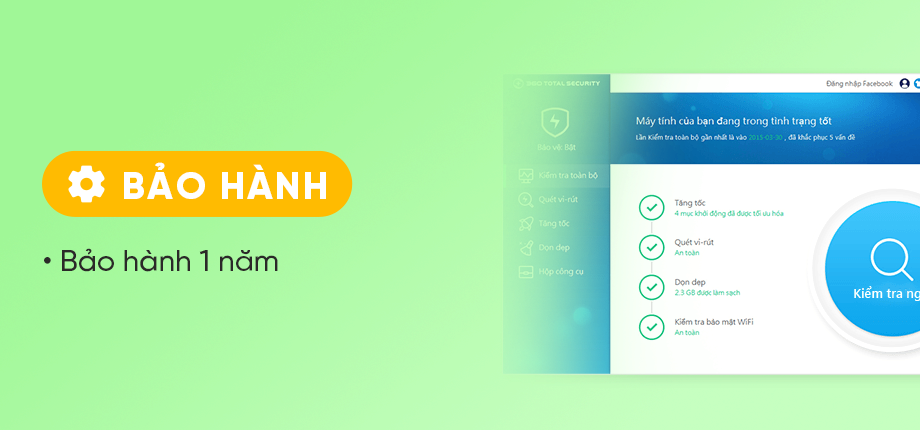 BẢO HÀNH
• Bảo hành 1 năm
TOTAL SECURITY
Đăng nhập Facebook
Bảo vệ: Bật
Máy tính của bạn đang trong tình trạng tốt
Lần Kiểm tra toàn bộ gần nhất là vào 2015-03-30 , đã khắc phục 5 vấn đề
Kiểm tra toàn bộ
Quét vi-rút
Tăng tốc
Dọn dẹp
Hộp công cụ
Tăng tốc
4 mục khởi động đã được tối ưu hóa
Quét vi-rút
An toàn
Dọn dẹp
2.3 GB được làm sạch
Kiểm tra bảo mật WiFi
An toàn
Kiểm tra ng